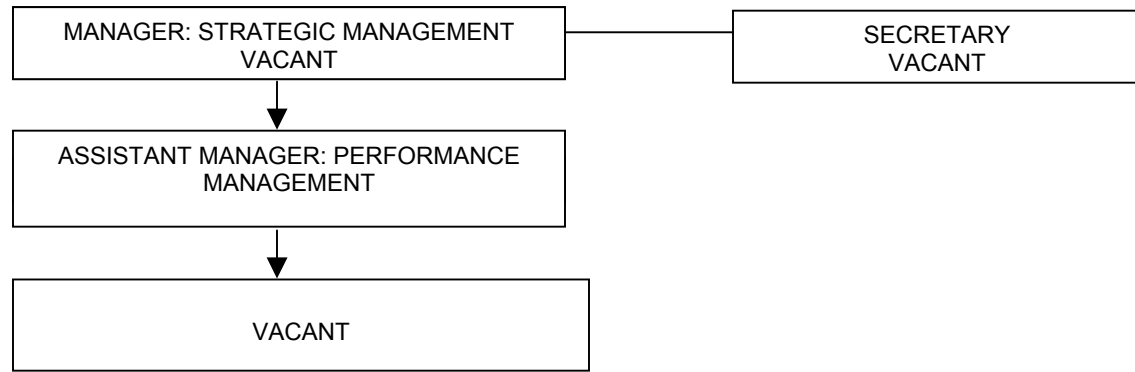 MANAGER: STRATEGIC MANAGEMENT
VACANT
SECRETARY
VACANT
ASSISTANT MANAGER: PERFORMANCE
MANAGEMENT
VACANT